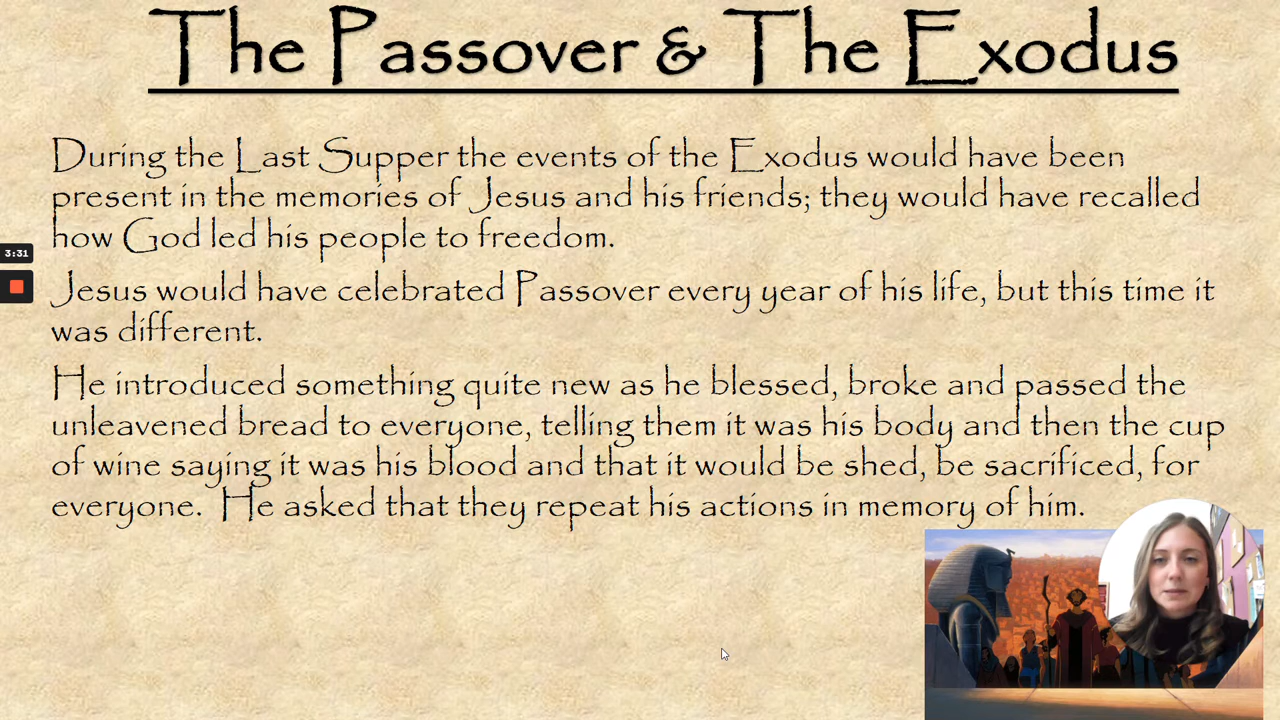 The Passover & The Exodus
During the Last Supper the events of the Exodus would have been
present in the memories of Jesus and his friends; they would have recalled
how God led his people to freedom.
3:31
Jesus would have celebrated Passover every year of his life, but this time it
was different.
He introduced something quite new as he blessed, broke and passed the
unleavened bread to everyone, telling them it was his body and then the cup
of wine saying it was his blood and that it would be shed, be sacrificed, for
everyone. He asked that they repeat his actions in memory of him.